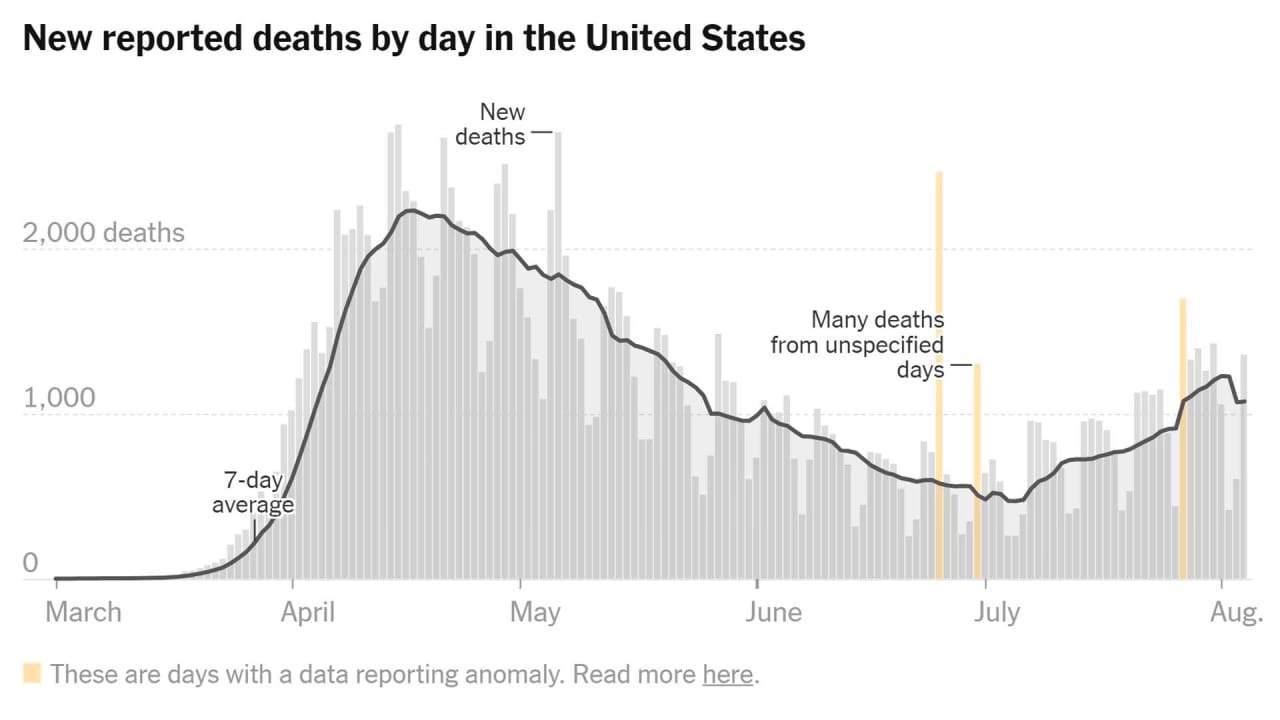 New reported deaths by day in the United States
New
deaths
2,000 deaths
Many deaths
from unspecified
days
1,000
7-day
average
0
March April May June July Aug.
These are days with a data reporting anomaly. Read more here.